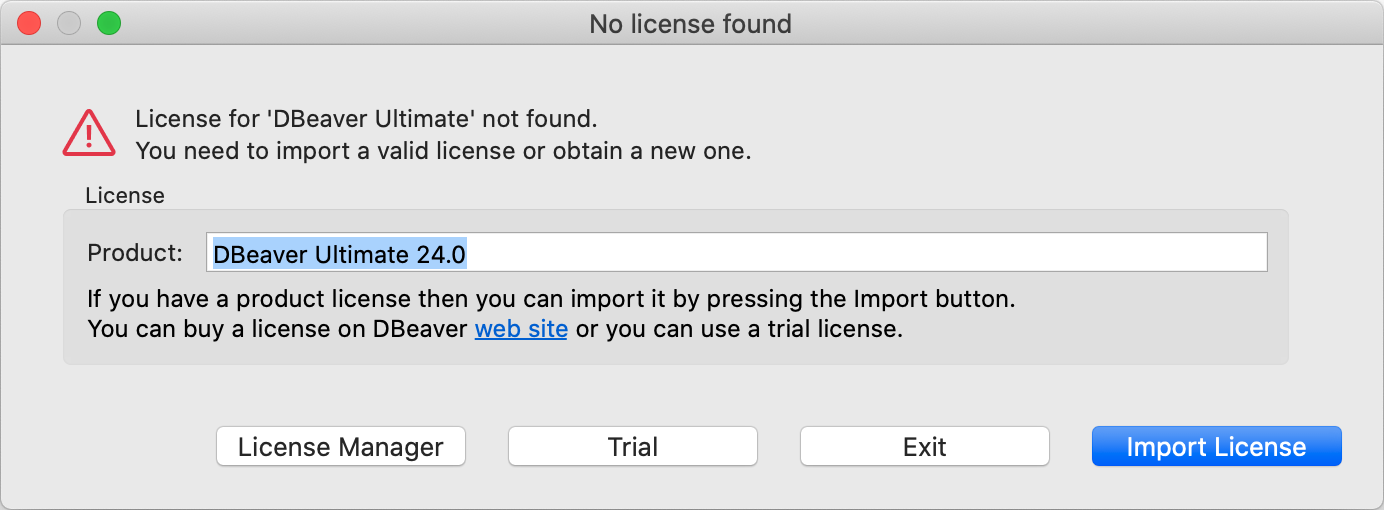 No license found
License for 'DBeaver Ultimate' not found.
You need to import a valid license or obtain a new one.
License
Product: DBeaver Ultimate 24.0
If you have a product license then you can import it by pressing the Import button.
You can buy a license on DBeaver web site or you can use a trial license.
License Manager Trial Exit Import License